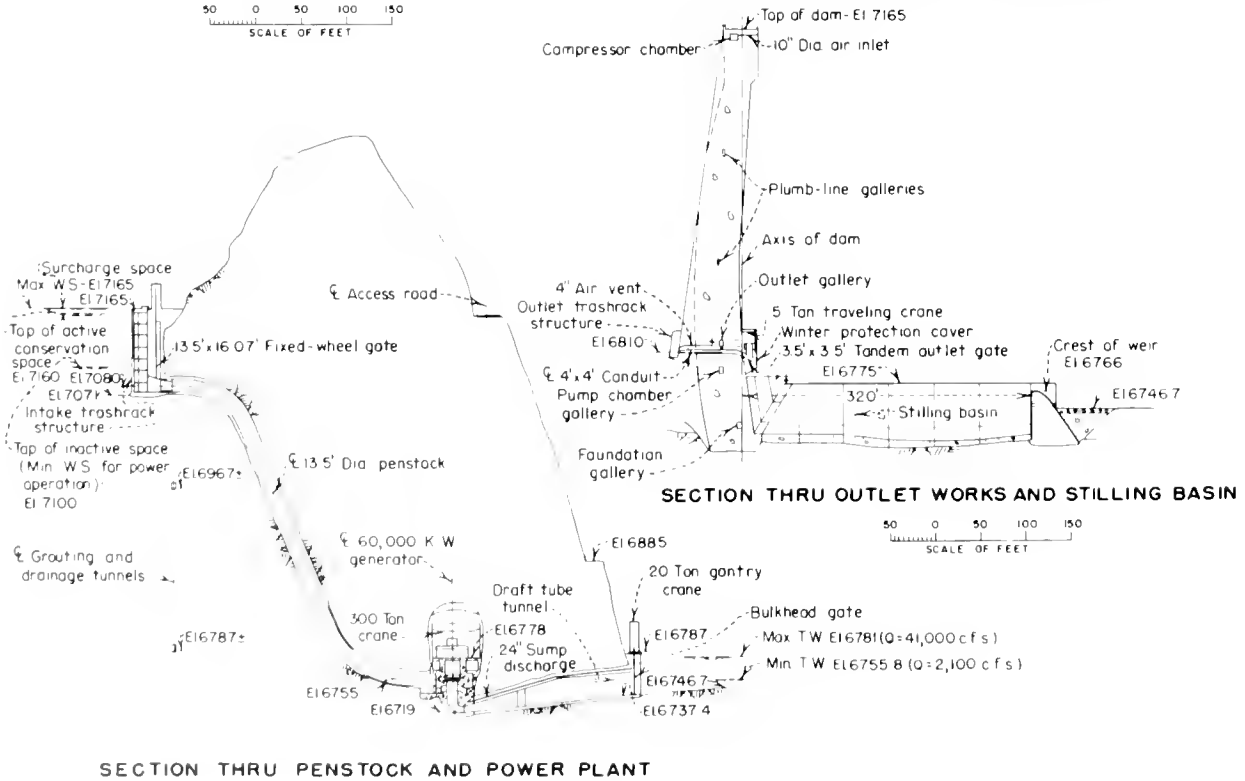 50 0 50 100 150
SCALE OF FEET
Top of dam-El 7165
Compressor chamber
10" Dia. air inlet
Plumb-line galleries
Axis of dam
4" Air vent
Outlet gallery
Outlet trashrack
structure
El 6810
5 Ton traveling crane
Winter protection cover
3.5' x 3.5' Tandem outlet gate
El 6775
Crest of weir
El 6766
El 6746.7
℄ 4'x 4' Conduit
Pump chamber
gallery
320'
Stilling basin
Foundation
gallery
SECTION THRU OUTLET WORKS AND STILLING BASIN
50 0 50 100 150
SCALE OF FEET
Surcharge space
Max WS-El 7165
El 7165
Top of active
conservation
space
El 7160
El 7080
El 7071
Intake trashrack
structure
Top of inactive space
(Min. W.S. for power
operation)
El 7100
13.5' x 16.07' Fixed-wheel gate
℄ Access road
El 6967±
℄ 13.5' Dia penstock
℄ Grouting and
drainage tunnels
℄ 60,000 K W
generator
El 6885
20 Ton gantry
crane
Draft tube
tunnel
Bulkhead gate
300 Ton
crane
El 6778
24" Sump
discharge
El 6787
El 6787±
Max TW El 6781 (Q=41,000 c f s)
Min. TW El. 6755 8 (Q=2,100 c f s)
El 6755
El 6719
El 6746.7
El. 6737.4
SECTION THRU PENSTOCK AND POWER PLANT